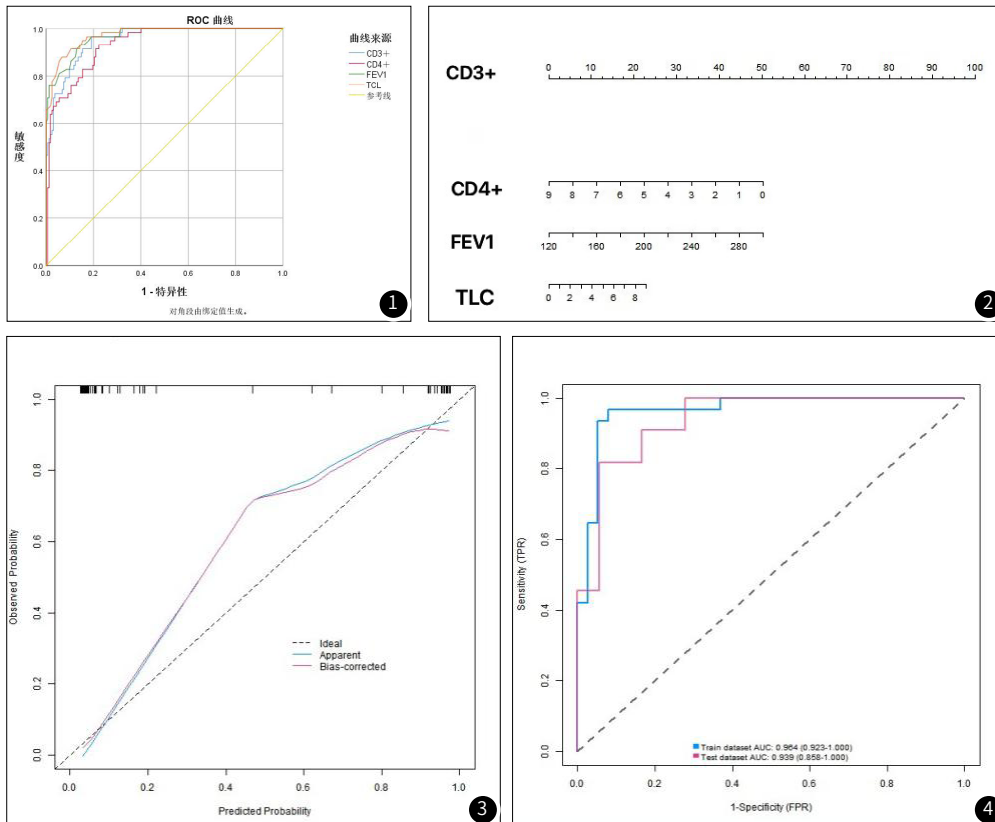 ROC 曲线
曲线来源
CD3+
CD4+
FEV1
TCL
参考线
敏感度
1.0
0.8
0.6
0.4
0.2
0.0
0.0 0.2 0.4 0.6 0.8 1.0
1 - 特异性
对角段由绑定值生成。
1
CD3+
0 10 20 30 40 50 60 70 80 90 100
CD4+
9 8 7 6 5 4 3 2 1 0
FEV1
120 160 200 240 280
TLC
0 2 4 6 8
2
Observed Probability
1.0
0.8
0.6
0.4
0.2
0.0
Ideal
Apparent
Bias-corrected
0.0 0.2 0.4 0.6 0.8 1.0
Predicted Probability
3
Sensitivity (TPR)
1.0
0.8
0.6
0.4
0.2
0.0
Train dataset AUC: 0.964 (0.923-1.000)
Test dataset AUC: 0.939 (0.858-1.000)
0.0 0.2 0.4 0.6 0.8 1.0
1-Specificity (FPR)
4